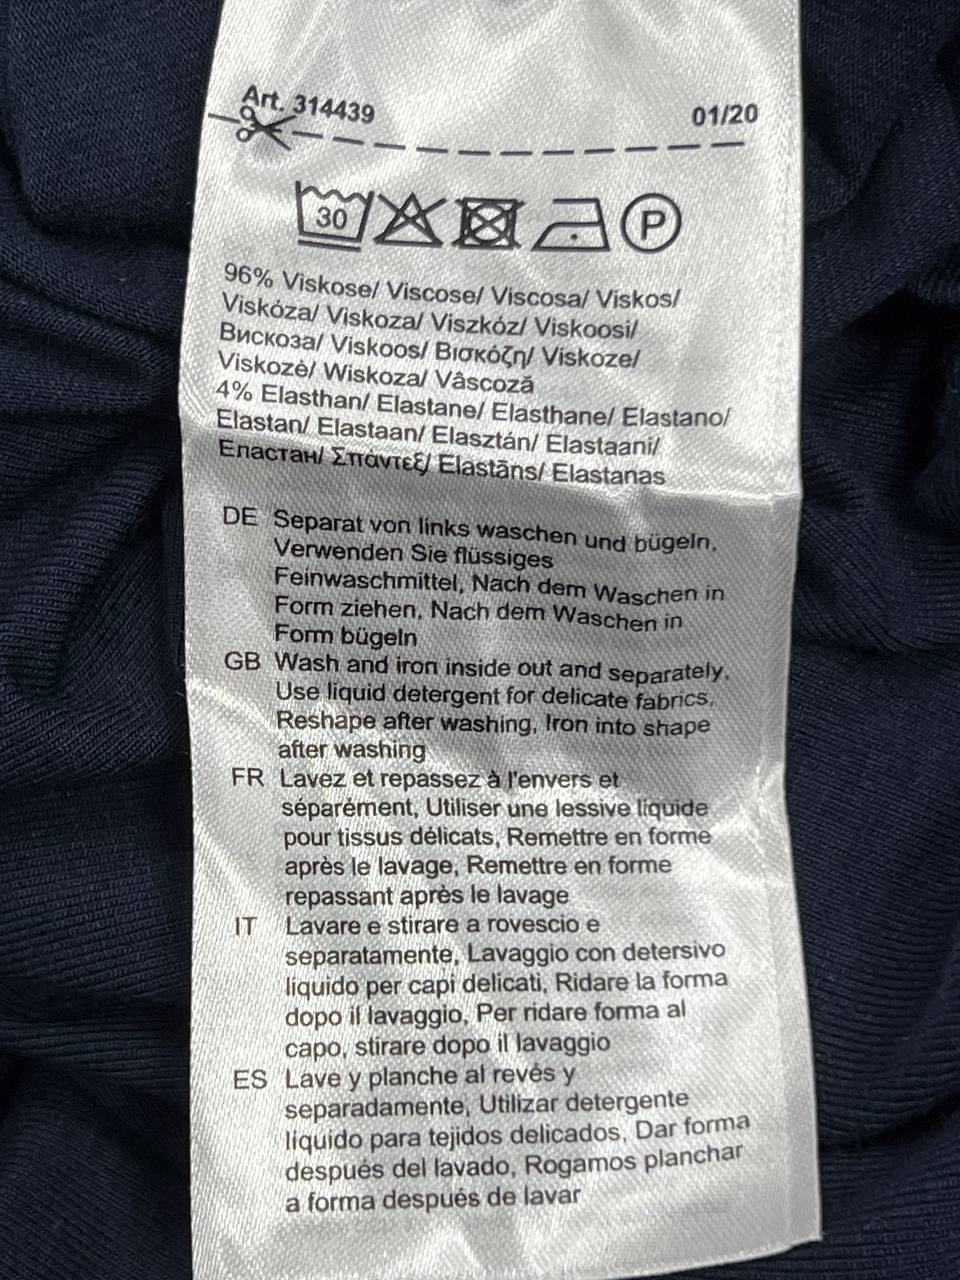 Art. 314439 01/20
30 P
96% Viskose/ Viscose/ Viscosa/ Viskos/
Viskóza/ Viskoza/ Viszkóz/ Viskoosi/
Вискоза/ Viskoos/ Βισκόζη/ Viskoze/
Viskozė/ Wiskoza/ Vâscoză
4% Elasthan/ Elastane/ Elasthane/ Elastano/
Elastan/ Elastaan/ Elasztán/ Elastaani/
Еластан/ Σπάντεξ/ Elastāns/ Elastanas
DE Separat von links waschen und bügeln,
Verwenden Sie flüssiges
Feinwaschmittel, Nach dem Waschen in
Form ziehen, Nach dem Waschen in
Form bügeln
GB Wash and iron inside out and separately,
Use liquid detergent for delicate fabrics,
Reshape after washing, Iron into shape
after washing
FR Lavez et repassez à l'envers et
séparément, Utiliser une lessive liquide
pour tissus délicats, Remettre en forme
après le lavage, Remettre en forme
repassant après le lavage
IT Lavare e stirare a rovescio e
separatamente, Lavaggio con detersivo
liquido per capi delicati, Ridare la forma
dopo il lavaggio, Per ridare forma al
capo, stirare dopo il lavaggio
ES Lave y planche al revés y
separadamente, Utilizar detergente
líquido para tejidos delicados, Dar forma
después del lavado, Rogamos planchar
a forma después de lavar